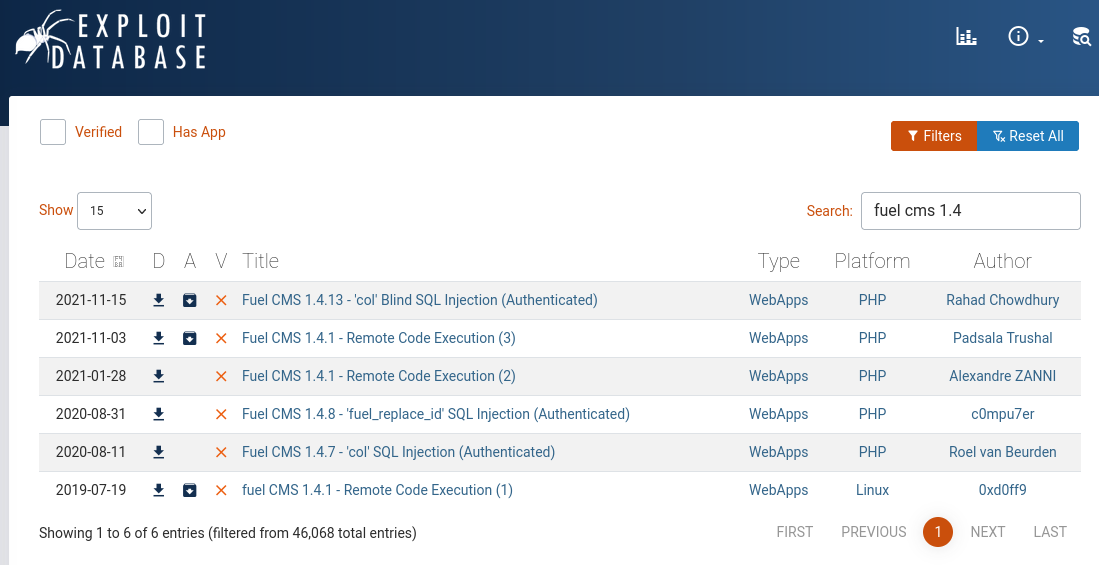 EXPLOIT
DATABASE
Verified Has App
Filters Reset All
Show 15 Search: fuel cms 1.4
Date D A V Title Type Platform Author
2021-11-15 Fuel CMS 1.4.13 - 'col' Blind SQL Injection (Authenticated) WebApps PHP Rahad Chowdhury
2021-11-03 Fuel CMS 1.4.1 - Remote Code Execution (3) WebApps PHP Padsala Trushal
2021-01-28 Fuel CMS 1.4.1 - Remote Code Execution (2) WebApps PHP Alexandre ZANNI
2020-08-31 Fuel CMS 1.4.8 - 'fuel_replace_id' SQL Injection (Authenticated) WebApps PHP c0mpu7er
2020-08-11 Fuel CMS 1.4.7 - 'col' SQL Injection (Authenticated) WebApps PHP Roel van Beurden
2019-07-19 fuel CMS 1.4.1 - Remote Code Execution (1) WebApps Linux 0xd0ff9
Showing 1 to 6 of 6 entries (filtered from 46,068 total entries) FIRST PREVIOUS 1 NEXT LAST